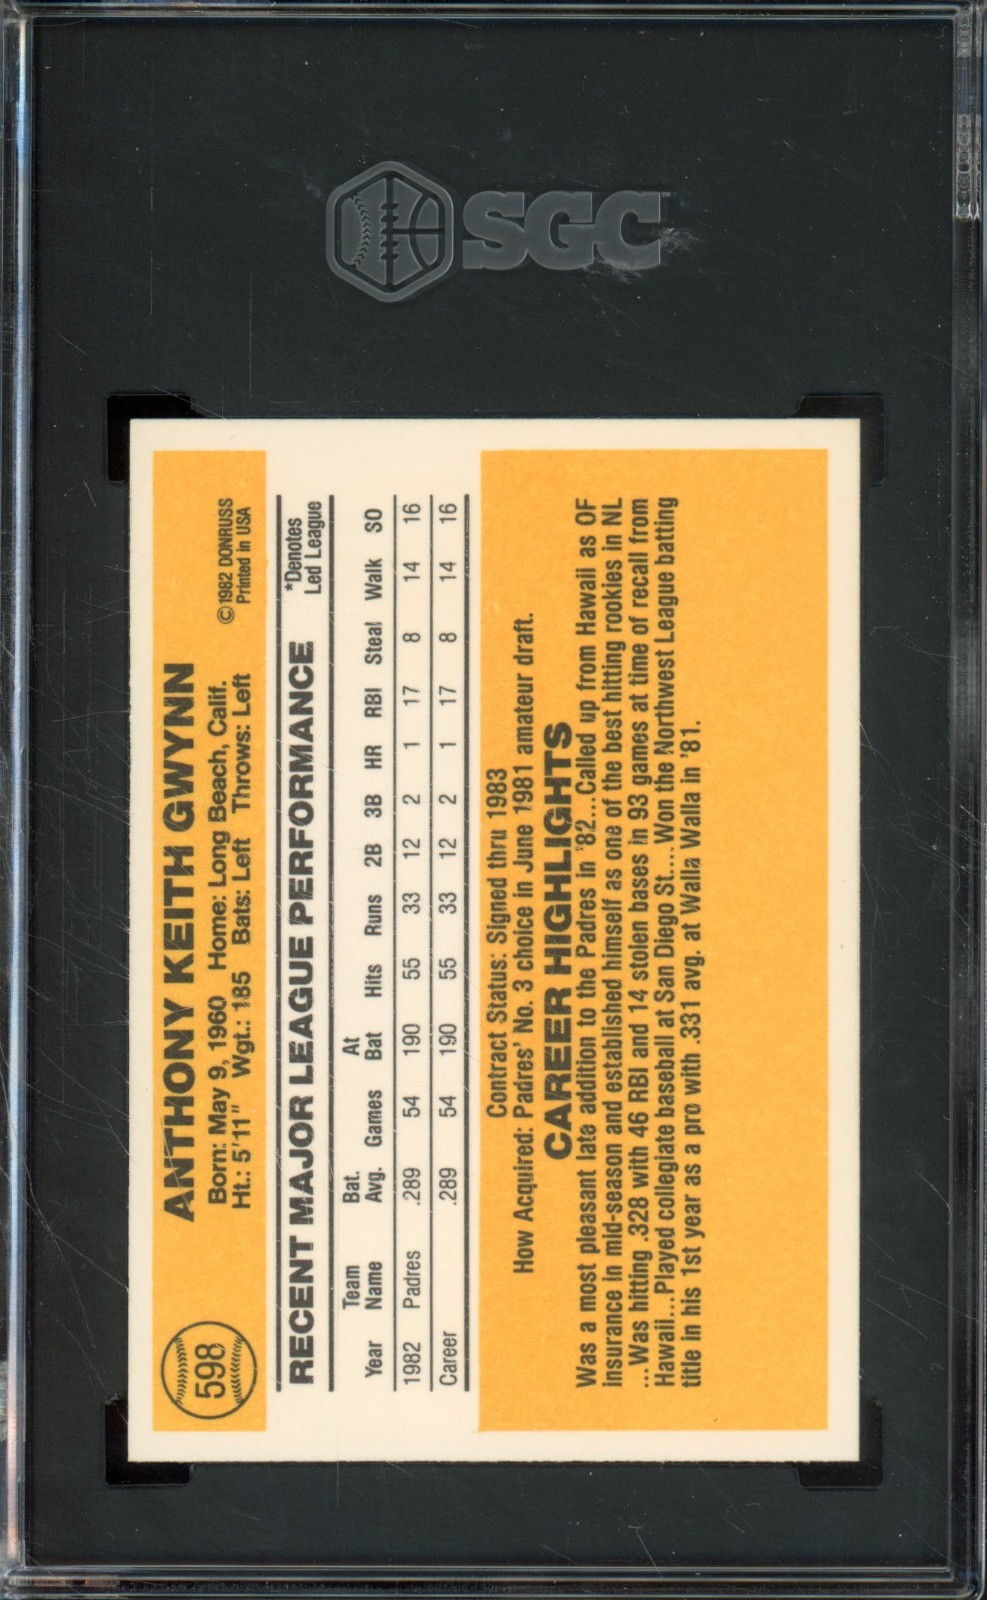 SGC
598
ANTHONY KEITH GWYNN
Born: May 9, 1960 Home: Long Beach, Calif.
Ht.: 5'11" Wgt.: 185 Bats: Left Throws: Left
©1982 DONRUSS
Printed in USA
RECENT MAJOR LEAGUE PERFORMANCE
*Denotes
Led League
Year Team Name Bat. Avg. Games At Bat Hits Runs 2B 3B HR RBI Steal Walk SO
1982 Padres .289 54 190 55 33 12 2 1 17 8 14 16
Career .289 54 190 55 33 12 2 1 17 8 14 16
Contract Status: Signed thru 1983
How Acquired: Padres' No. 3 choice in June 1981 amateur draft.
CAREER HIGHLIGHTS
Was a most pleasant late addition to the Padres in '82...Called up from Hawaii as OF
insurance in mid-season and established himself as one of the best hitting rookies in NL
...Was hitting .328 with 46 RBI and 14 stolen bases in 93 games at time of recall from
Hawaii...Played collegiate baseball at San Diego St....Won the Northwest League batting
title in his 1st year as a pro with .331 avg. at Walla Walla in '81.